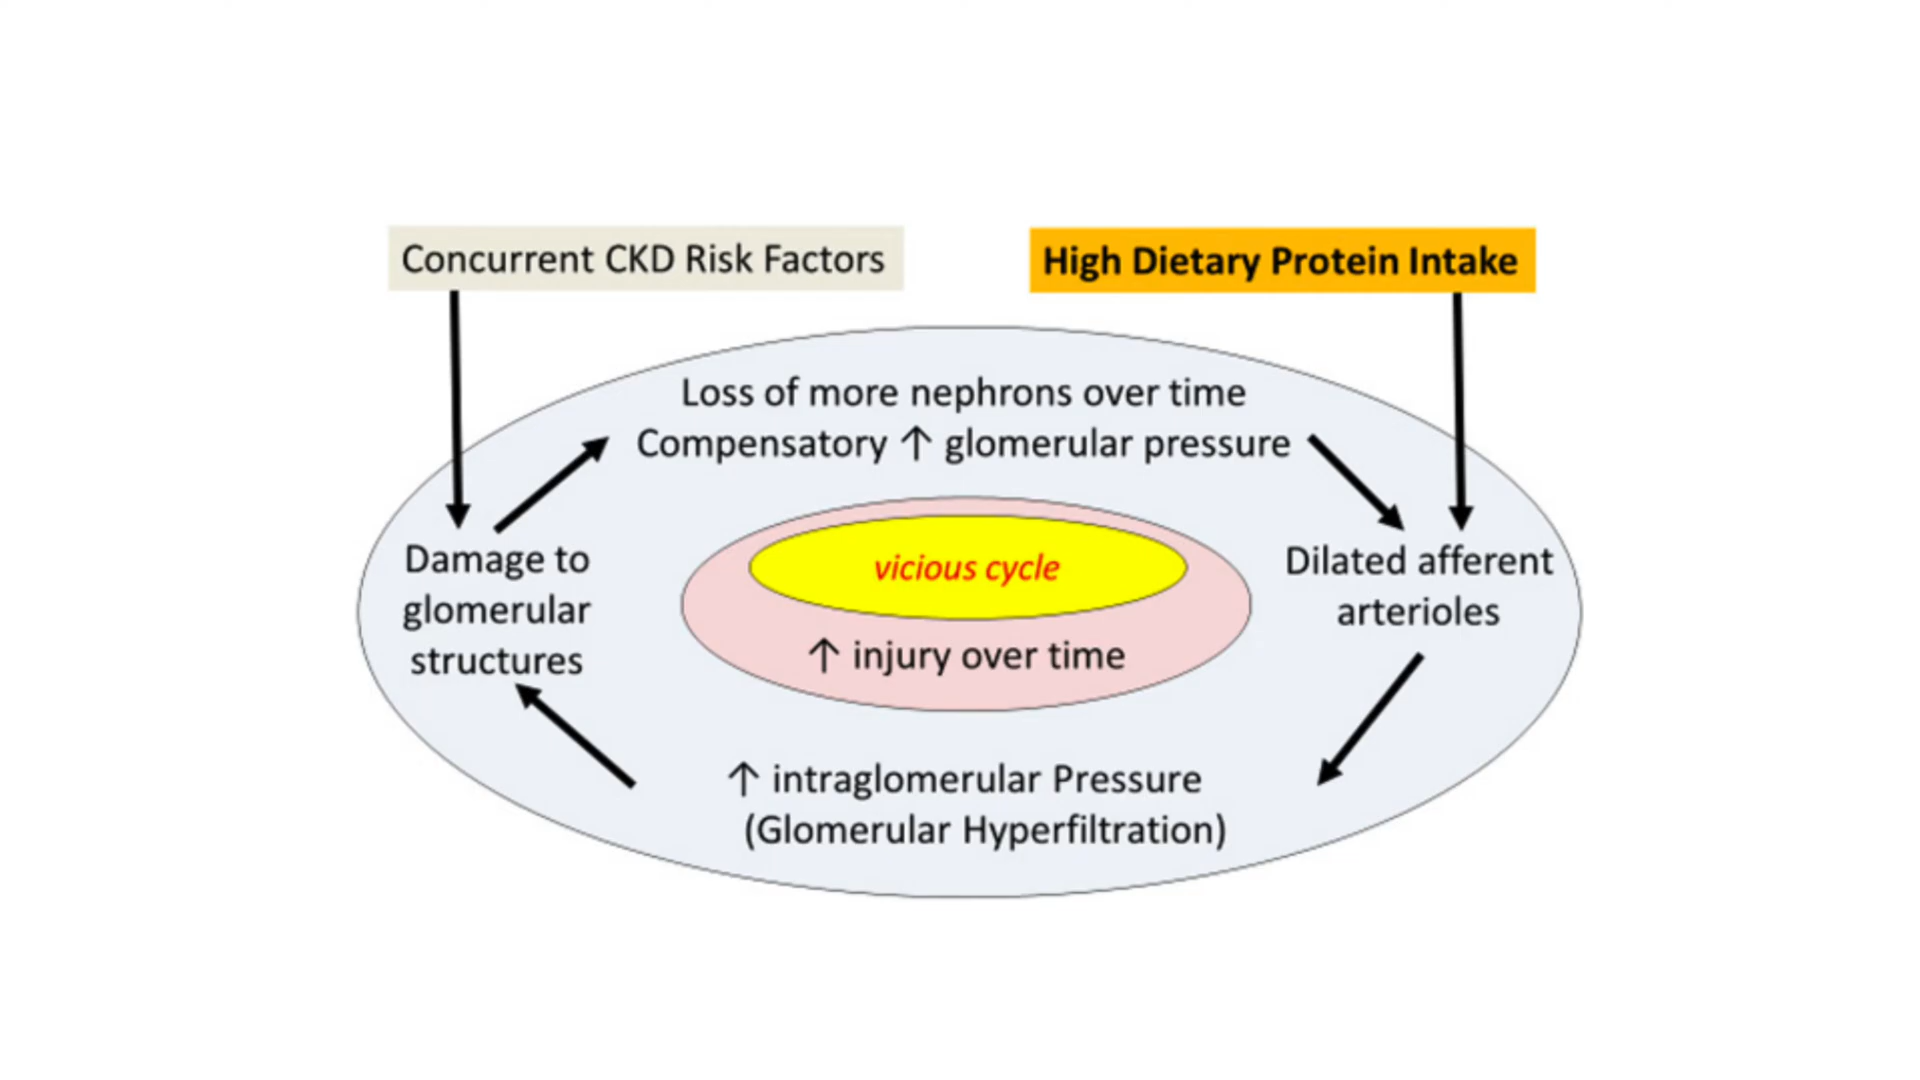 Concurrent CKD Risk Factors
High Dietary Protein Intake
Loss of more nephrons over time
Compensatory ↑ glomerular pressure
Damage to
glomerular
structures
vicious cycle
↑ injury over time
Dilated afferent
arterioles
↑ intraglomerular Pressure
(Glomerular Hyperfiltration)